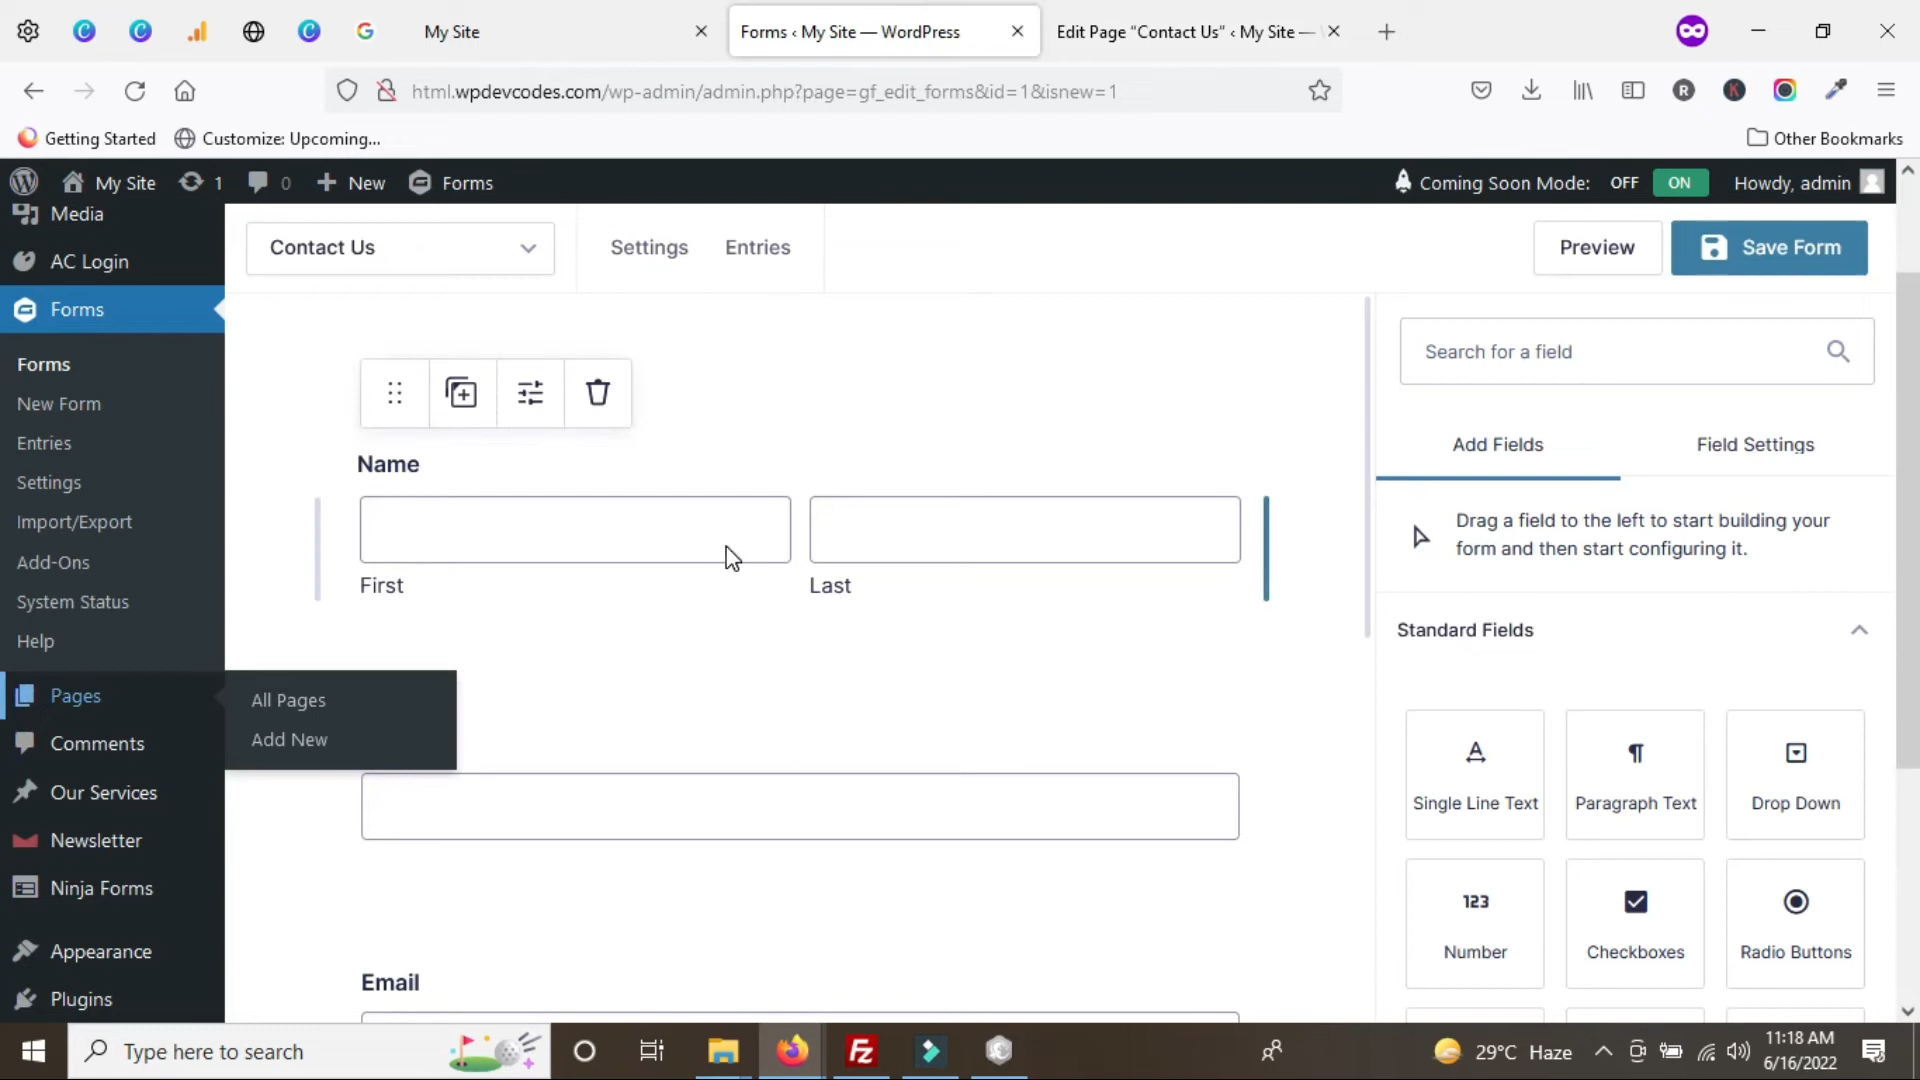 My Site
Forms ‹ My Site — WordPress
Edit Page “Contact Us” ‹ My Site —
html.wpdevcodes.com/wp-admin/admin.php?page=gf_edit_forms&id=1&isnew=1
R
K
Getting Started
Customize: Upcoming...
Other Bookmarks
My Site
1
0
New
Forms
Coming Soon Mode:
OFF
ON
Howdy, admin
Media
AC Login
Forms
Forms
New Form
Entries
Settings
Import/Export
Add-Ons
System Status
Help
Pages
All Pages
Add New
Comments
Our Services
Newsletter
Ninja Forms
Appearance
Plugins
Contact Us
Settings
Entries
Preview
Save Form
Name
First
Last
Email
Search for a field
Add Fields
Field Settings
Drag a field to the left to start building your
form and then start configuring it.
Standard Fields
Single Line Text
Paragraph Text
Drop Down
123
Number
Checkboxes
Radio Buttons
Type here to search
Fz
29°C Haze
11:18 AM
6/16/2022